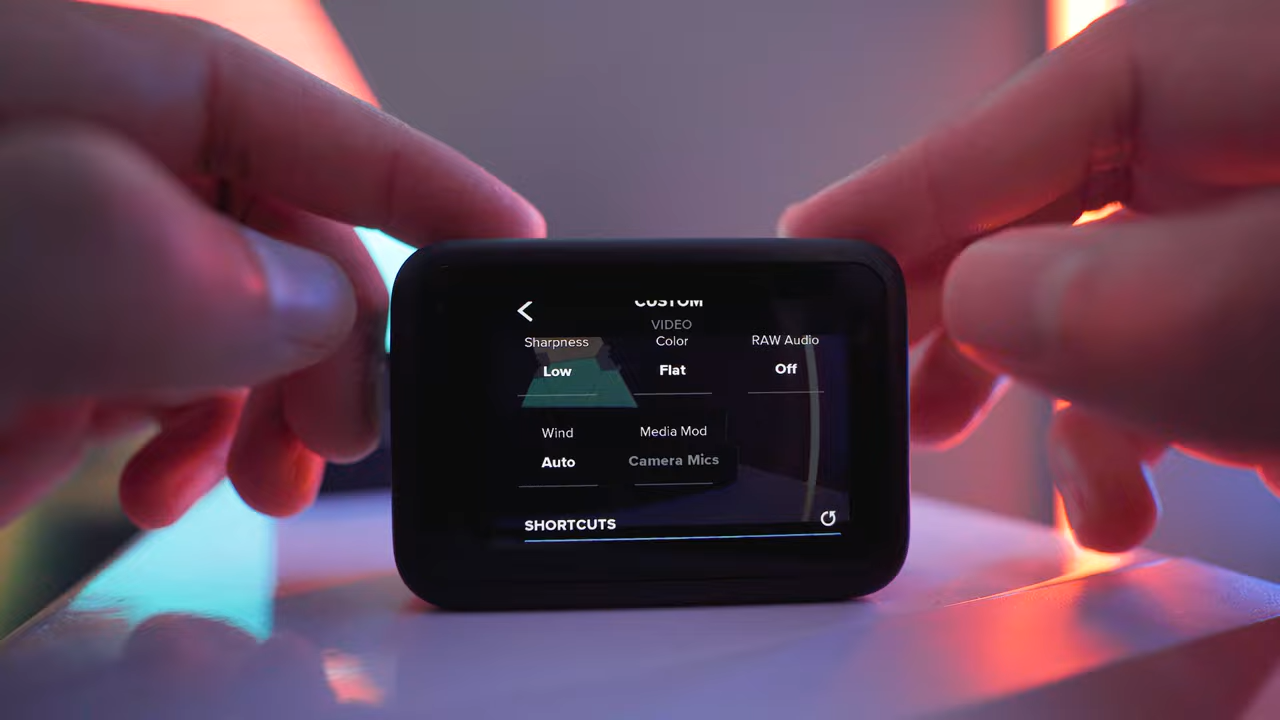 CUSTOM
VIDEO
Sharpness Color RAW Audio
Low Flat Off
Wind Media Mod
Auto Camera Mics
SHORTCUTS